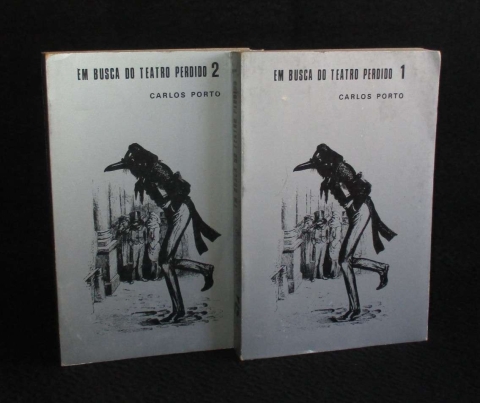 EM BUSCA DO TEATRO PERDIDO 2
CARLOS PORTO
EM BUSCA DO TEATRO PERDIDO 1
CARLOS PORTO